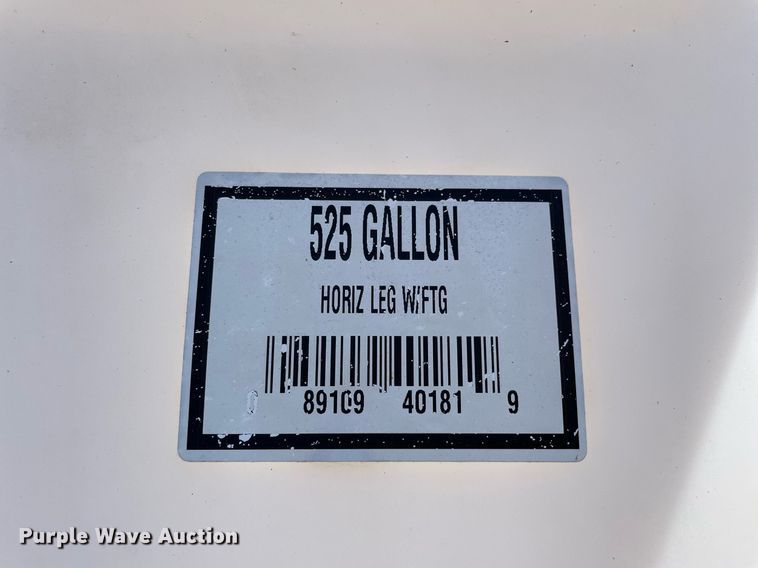 525 GALLON
HORIZ LEG W/FTG
89109 40181 9
Purple Wave Auction